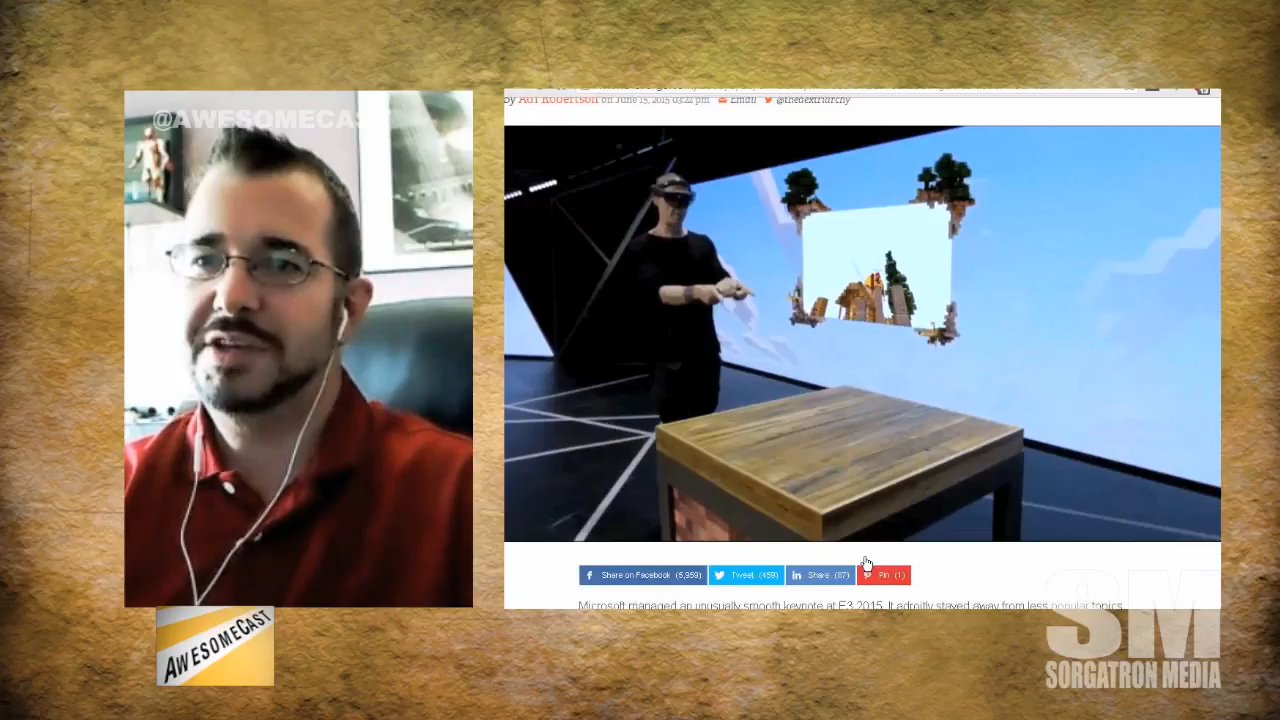 @AWESOMECAS
by Adi Robertson on June 15, 2015 03:22 pm Email @thedextriarchy
Share on Facebook (5,959) Tweet (459) Share (87) Pin (1)
Microsoft managed an unusually smooth keynote at E3 2015. It adroitly stayed away from less popular topics
AWESOMECAST
SM
SORGATRON MEDIA